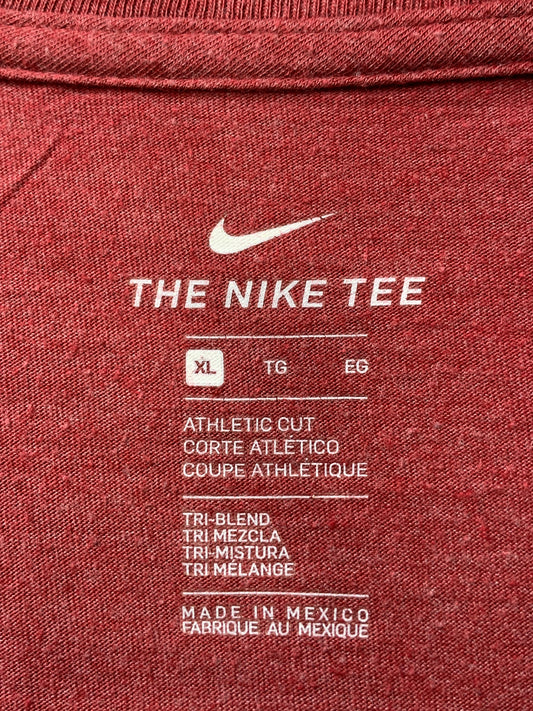 THE NIKE TEE
XL TG EG
ATHLETIC CUT
CORTE ATLÉTICO
COUPE ATHLÉTIQUE
TRI-BLEND
TRI MEZCLA
TRI-MISTURA
TRI MÉLANGE
MADE IN MEXICO
FABRIQUE AU MEXIQUE